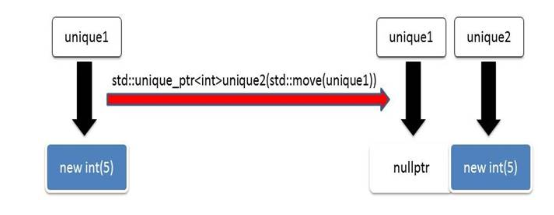 unique1
unique1
unique2
std::unique_ptr<int>unique2(std::move(unique1))
new int(5)
nullptr
new int(5)